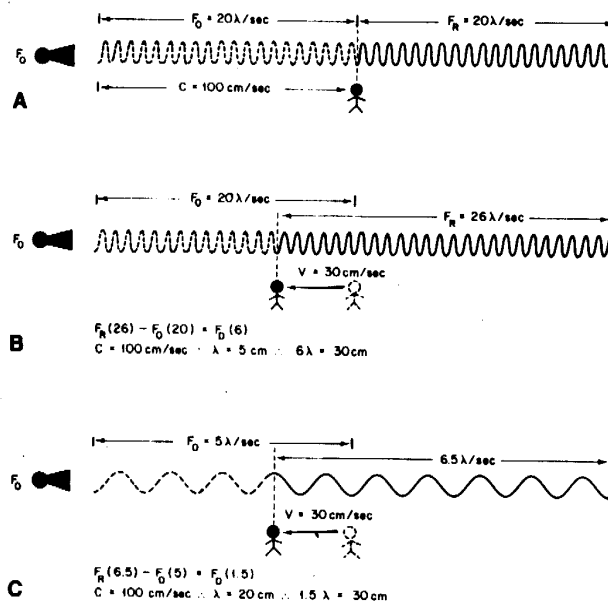 F₀ = 20λ/sec F_R = 20λ/sec
F₀
C = 100 cm/sec
A
F₀ = 20λ/sec
F_R = 26λ/sec
F₀
V = 30 cm/sec
F_R(26) - F₀(20) = F_D(6)
B
C = 100 cm/sec · λ = 5 cm ∴ 6λ = 30cm
F₀ = 5λ/sec
6.5λ/sec
F₀
V = 30 cm/sec
F_R(6.5) - F₀(5) = F_D(1.5)
C
C = 100 cm/sec ∴ λ = 20 cm ∴ 1.5 λ = 30 cm